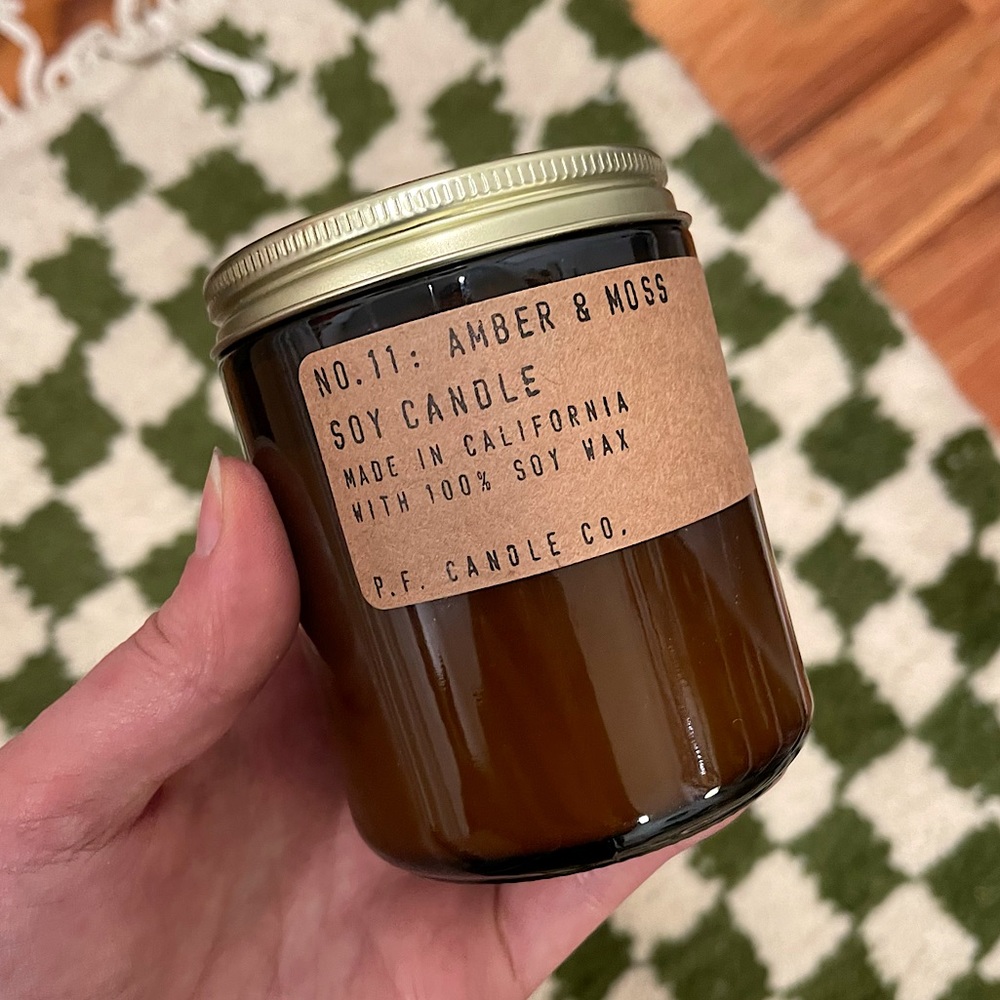 NO.11: AMBER & MOSS
SOY CANDLE
MADE IN CALIFORNIA
WITH 100% SOY WAX
P.F. CANDLE CO.